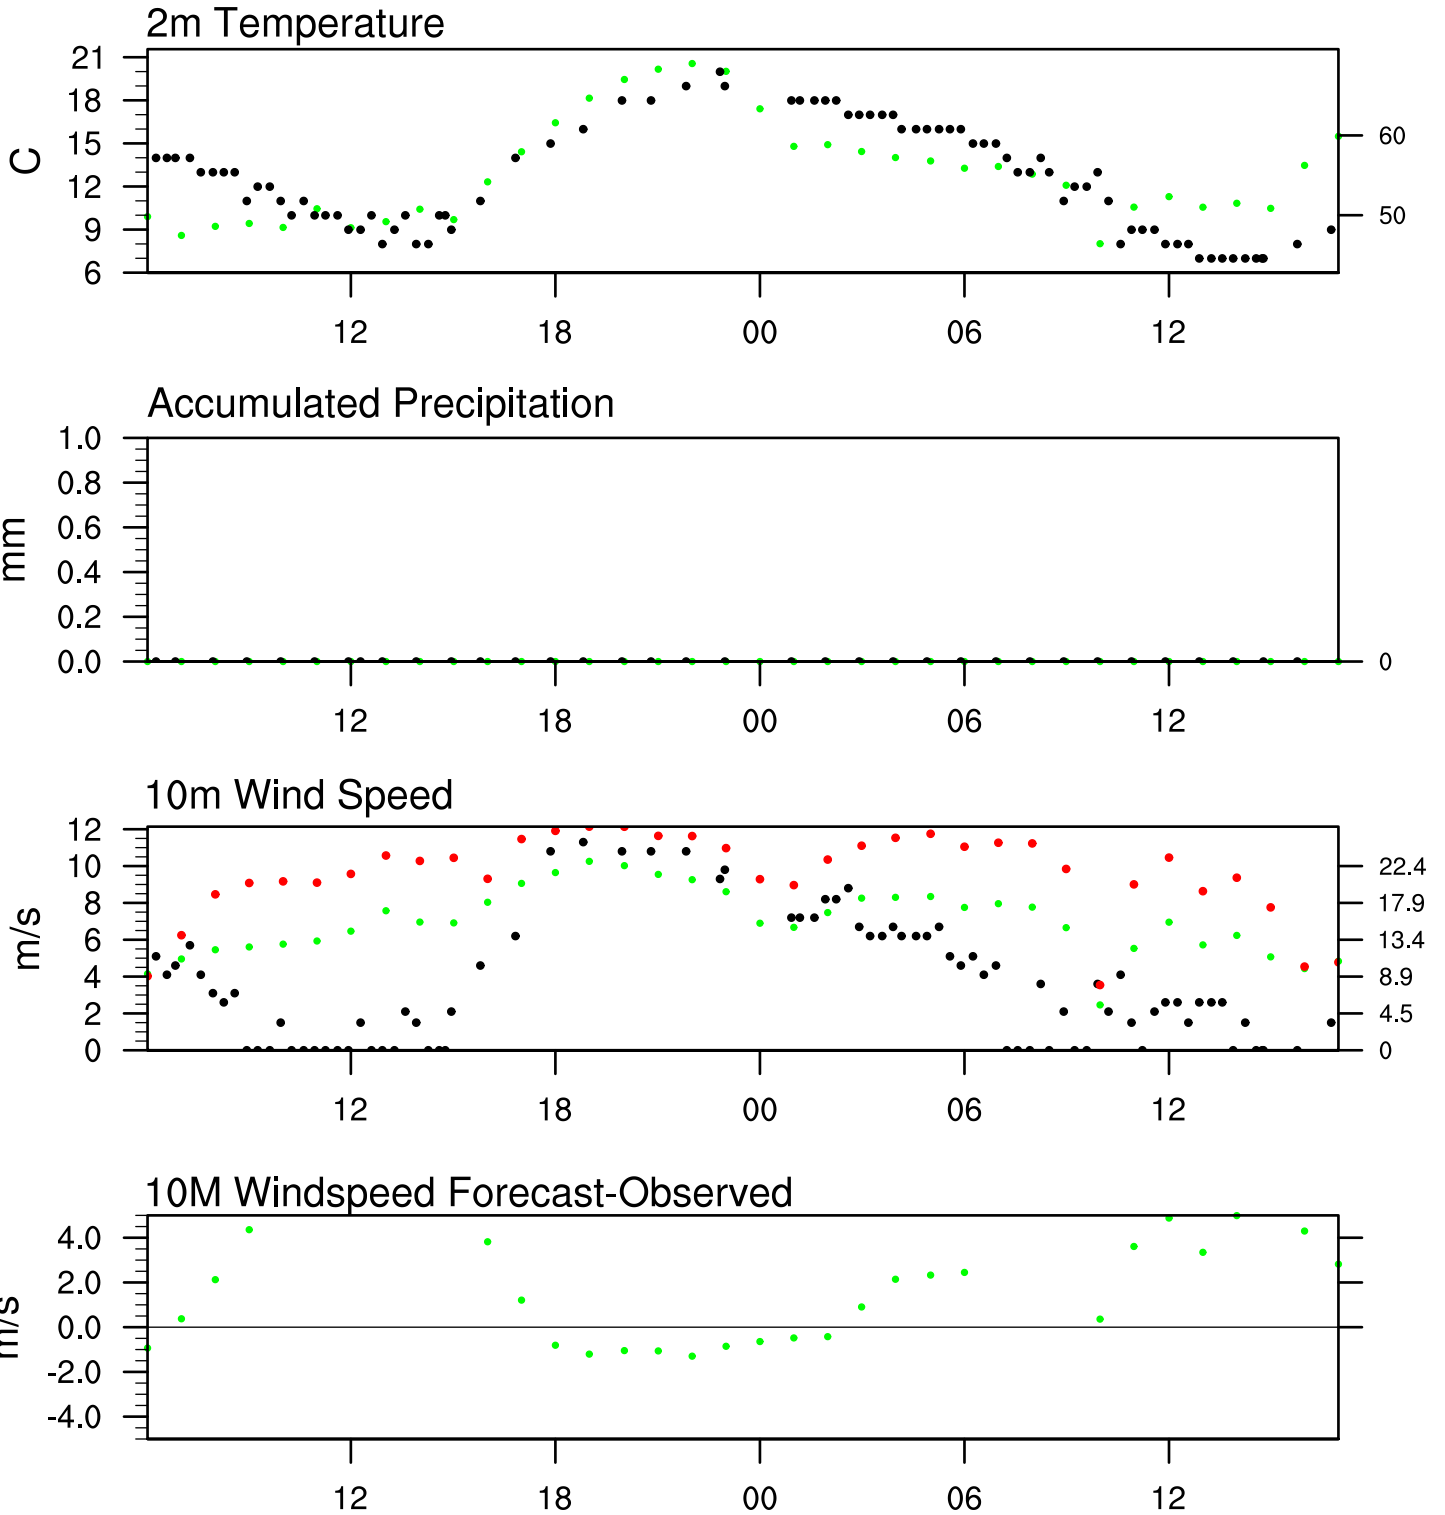 2m Temperature
21
18
15
12
9
6
C
60
50
12 18 00 06 12
Accumulated Precipitation
1.0
0.8
0.6
0.4
0.2
0.0
mm
0
12 18 00 06 12
10m Wind Speed
12
10
8
6
4
2
0
m/s
22.4
17.9
13.4
8.9
4.5
0
12 18 00 06 12
10M Windspeed Forecast-Observed
4.0
2.0
0.0
-2.0
-4.0
m/s
12 18 00 06 12